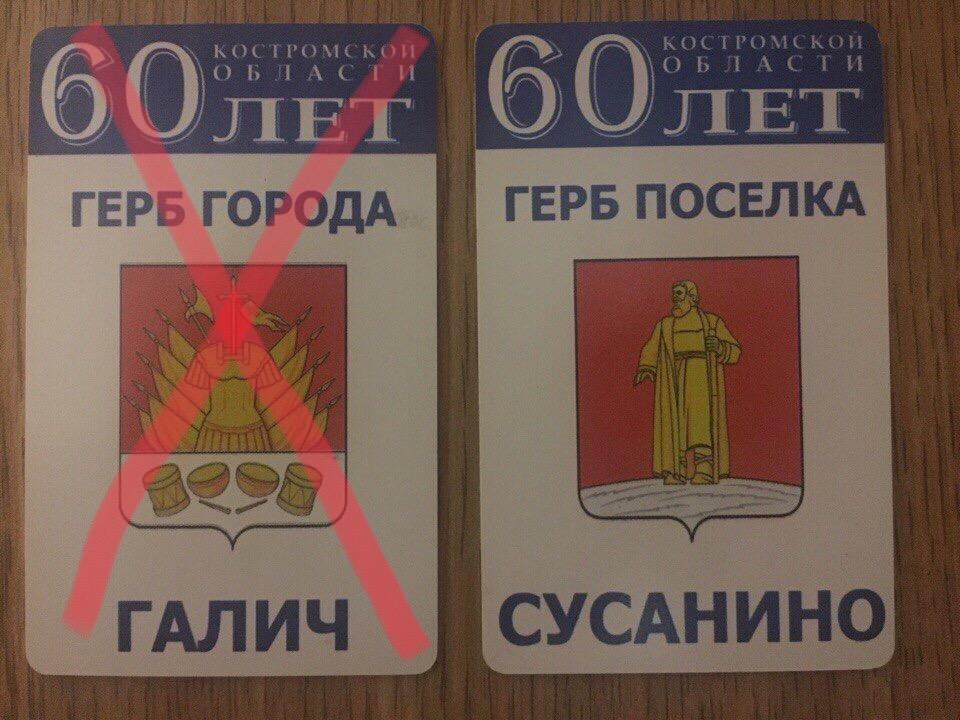 60 КОСТРОМСКОЙ
ОБЛАСТИ
ЛЕТ
ГЕРБ ГОРОДА
ГАЛИЧ
60 КОСТРОМСКОЙ
ОБЛАСТИ
ЛЕТ
ГЕРБ ПОСЕЛКА
СУСАНИНО